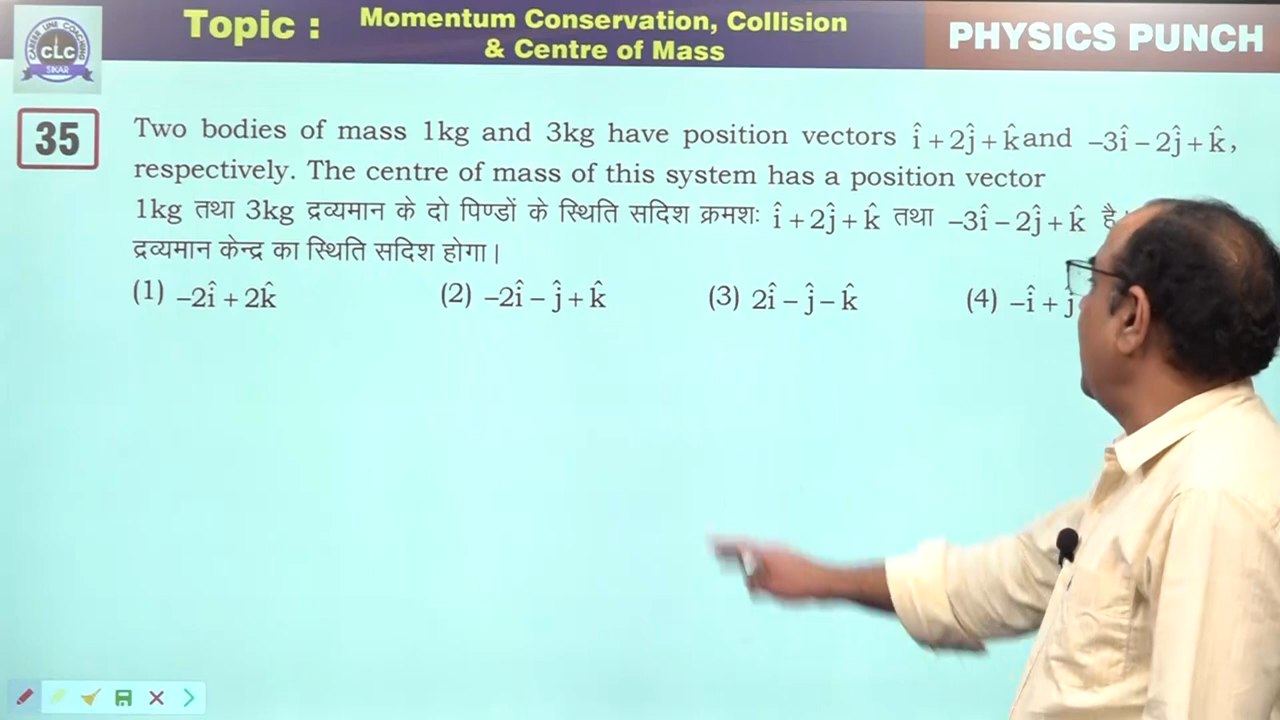 CAREER LINE COACHING
CLC
SIKAR
Topic : Momentum Conservation, Collision
& Centre of Mass
PHYSICS PUNCH
35
Two bodies of mass 1kg and 3kg have position vectors î + 2ĵ + k̂ and –3î – 2ĵ + k̂,
respectively. The centre of mass of this system has a position vector
1kg तथा 3kg द्रव्यमान के दो पिण्डों के स्थिति सदिश क्रमशः î + 2ĵ + k̂ तथा –3î – 2ĵ + k̂ है।
द्रव्यमान केन्द्र का स्थिति सदिश होगा।
(1) –2î + 2k̂ (2) –2î – ĵ + k̂ (3) 2î – ĵ – k̂ (4) –î + ĵ